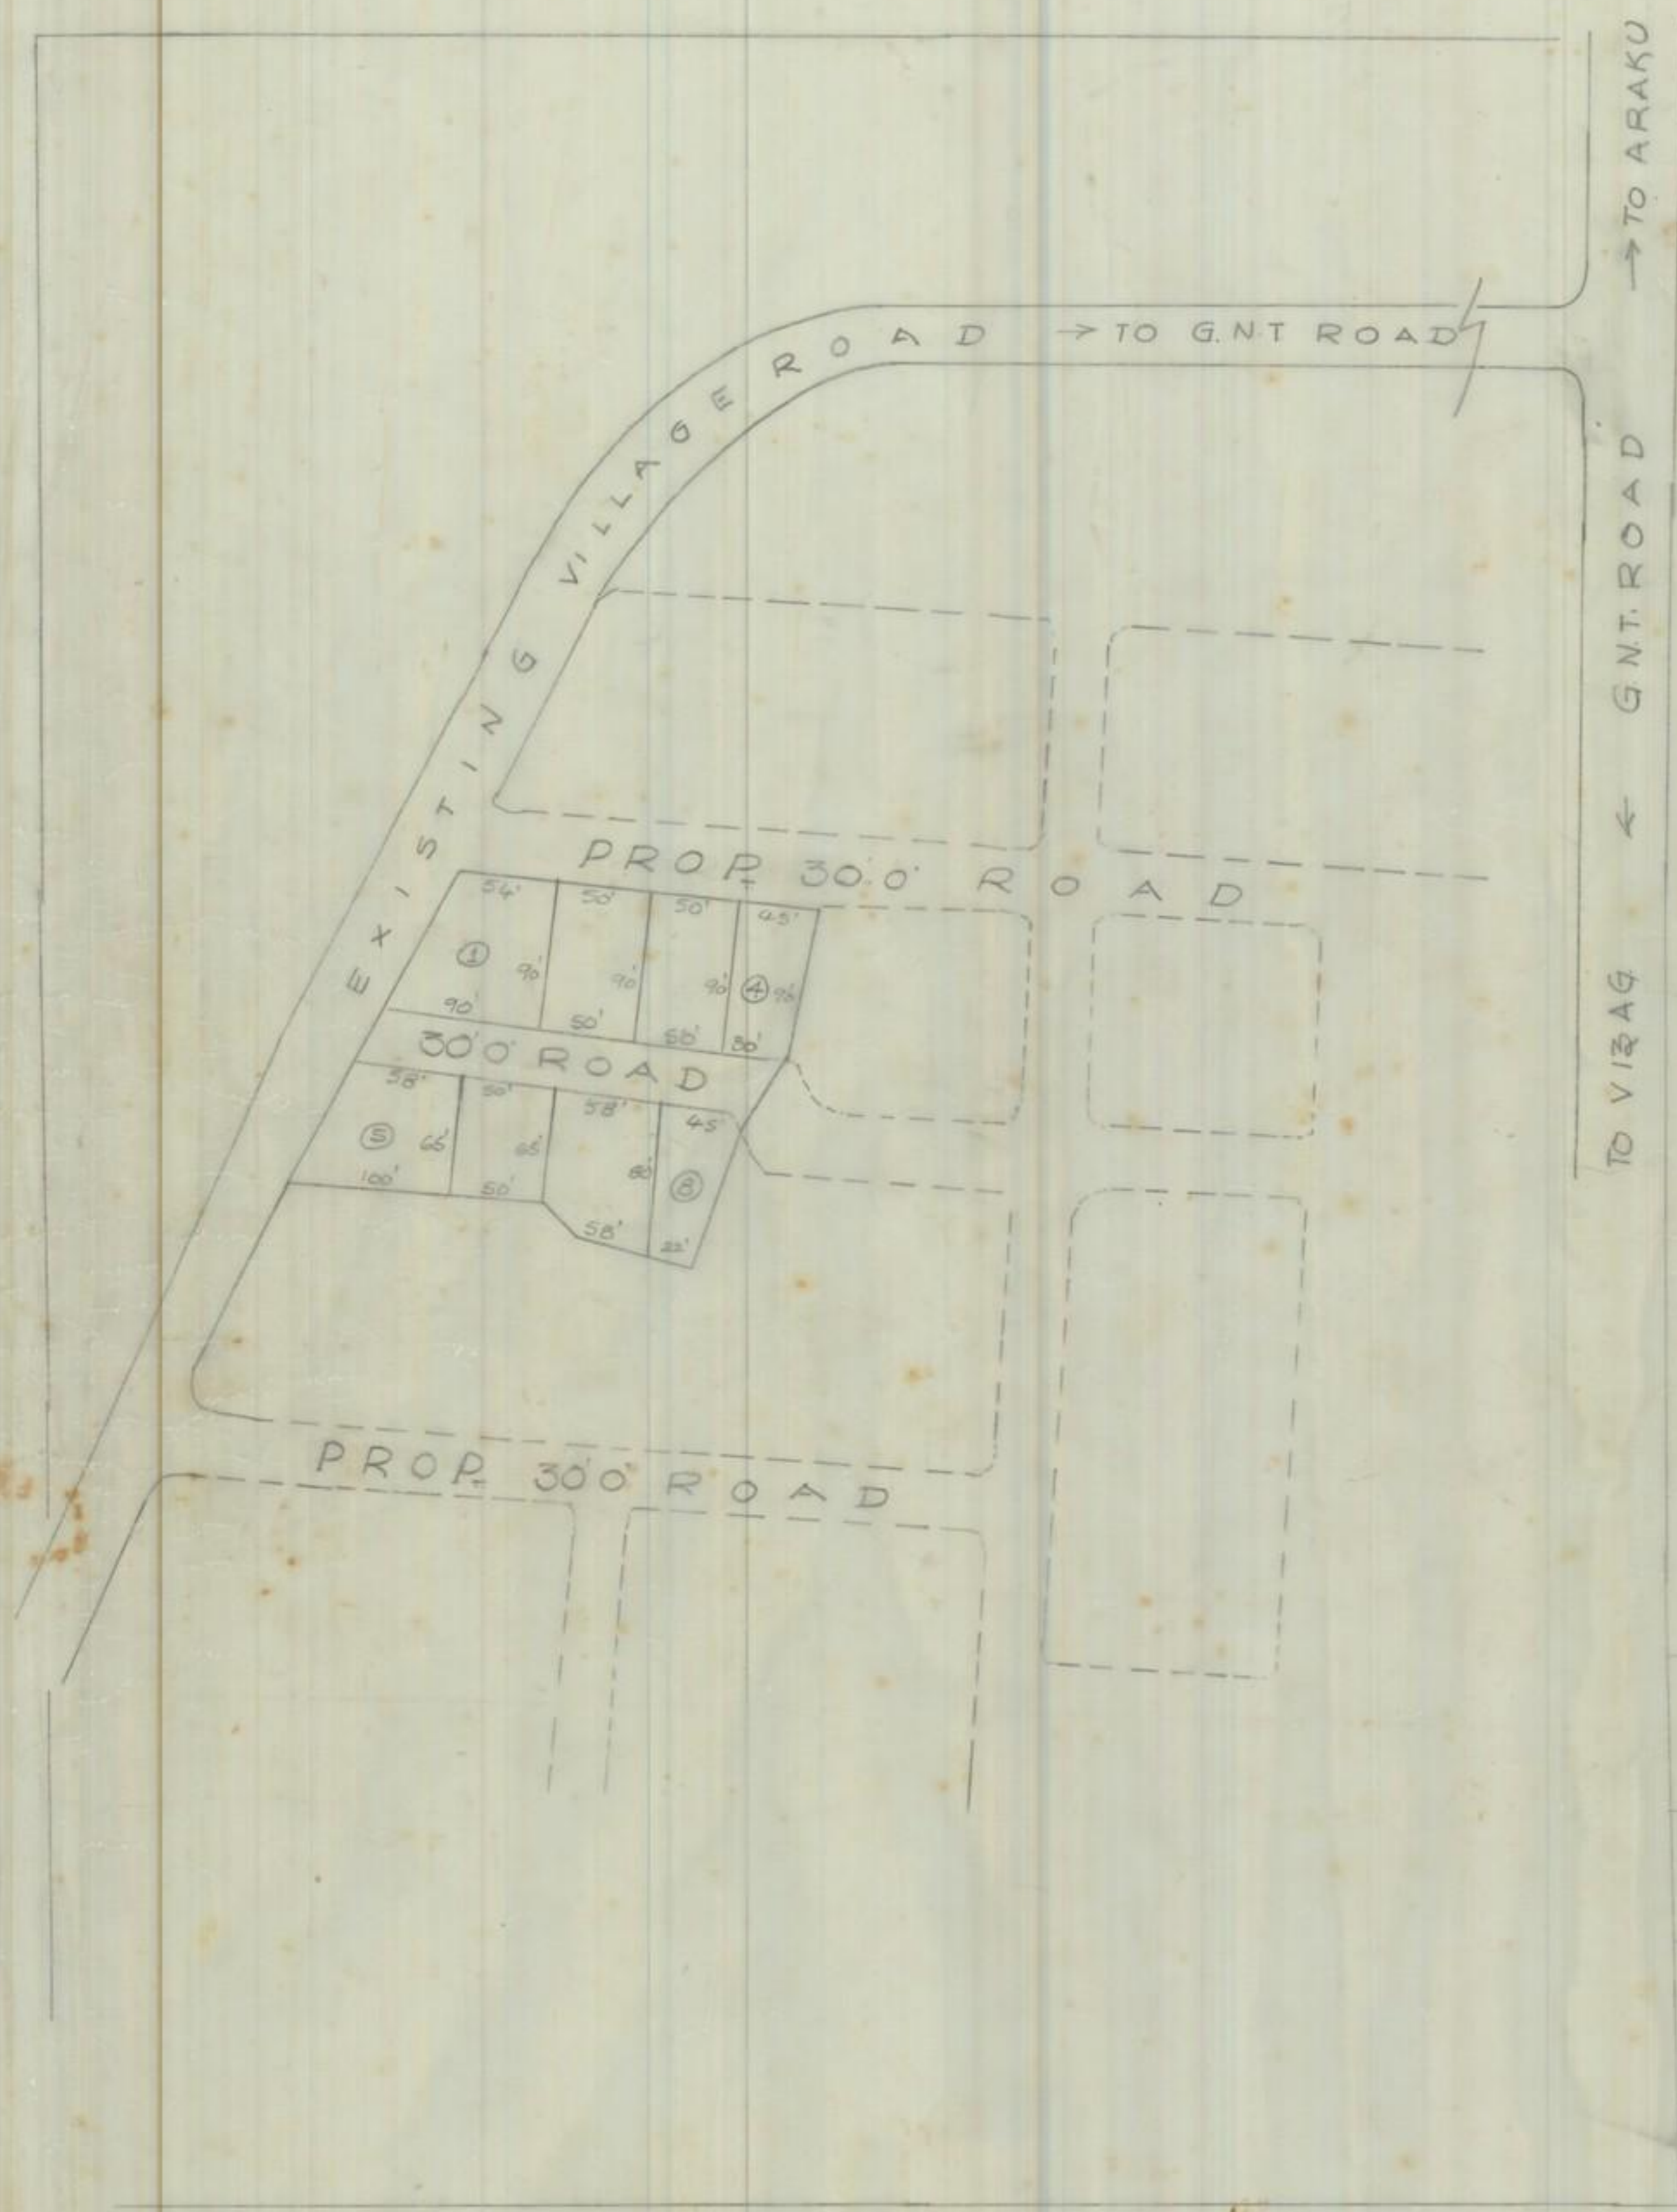 → TO ARAKU
EXISTING VILLAGE ROAD → TO G.N.T ROAD
G.N.T. ROAD
←
TO VIZAG
PROP. 30'.0' ROAD
54' 50' 50' 45'
① 90' 90' 90' ④ 90'
90' 50' 50' 30'
30'0' ROAD
58' 50' 58' 45'
⑤ 65' 65' 80' ⑧
100' 50' 58' 22'
PROP. 30'0' ROAD